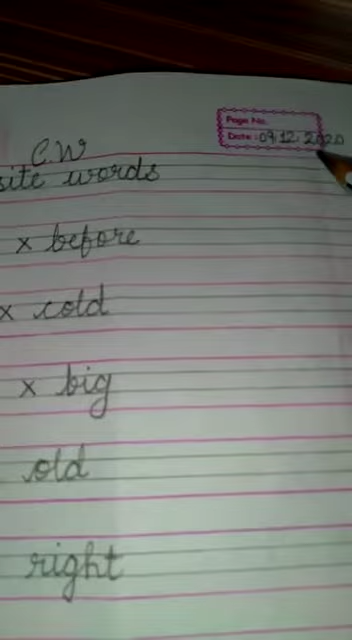 Page No.
Date: 09.12.2020
C.W
site words
x before
x cold
x big
old
right